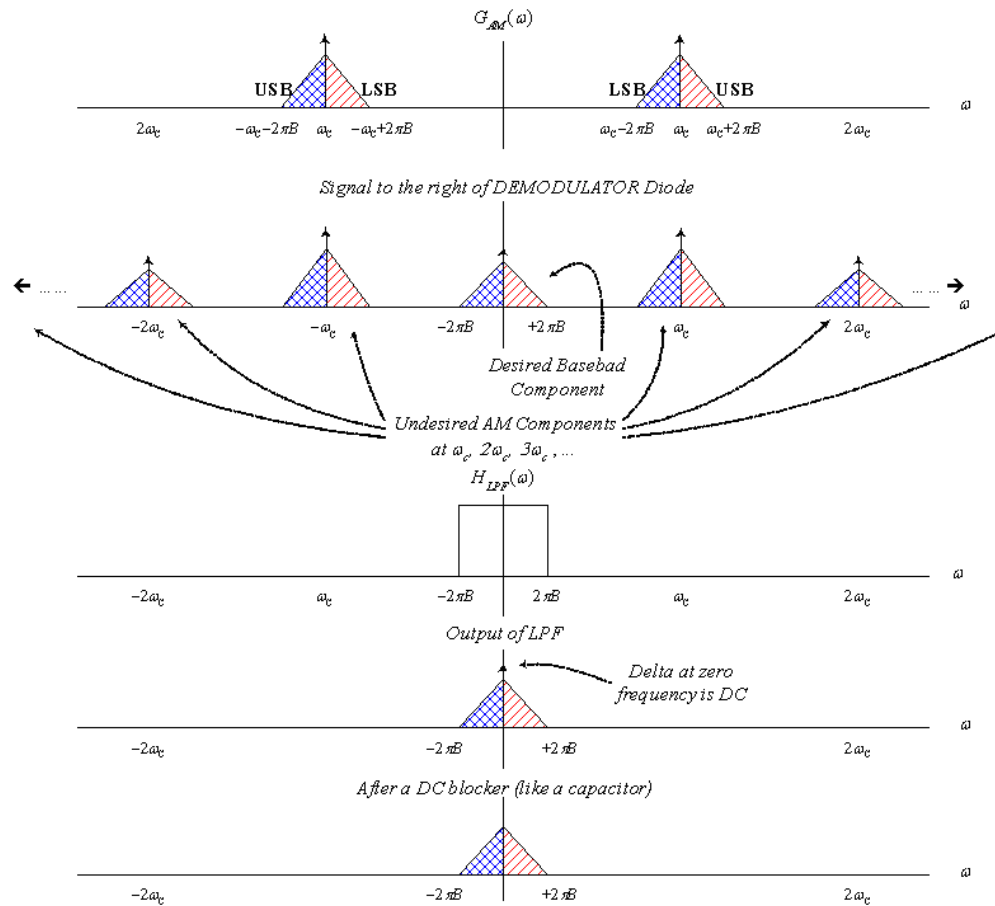 G_AM(ω)
USB LSB LSB USB
ω
2ω_c −ω_c−2πB ω_c −ω_c+2πB ω_c−2πB ω_c ω_c+2πB 2ω_c
Signal to the right of DEMODULATOR Diode
← ...... ...... →
ω
−2ω_c −ω_c −2πB +2πB ω_c 2ω_c
Desired Basebad
Component
Undesired AM Components
at ω_c, 2ω_c, 3ω_c, ...
H_LPF(ω)
ω
−2ω_c ω_c −2πB 2πB ω_c 2ω_c
Output of LPF
Delta at zero
frequency is DC
ω
−2ω_c −2πB +2πB 2ω_c
After a DC blocker (like a capacitor)
ω
−2ω_c −2πB +2πB 2ω_c